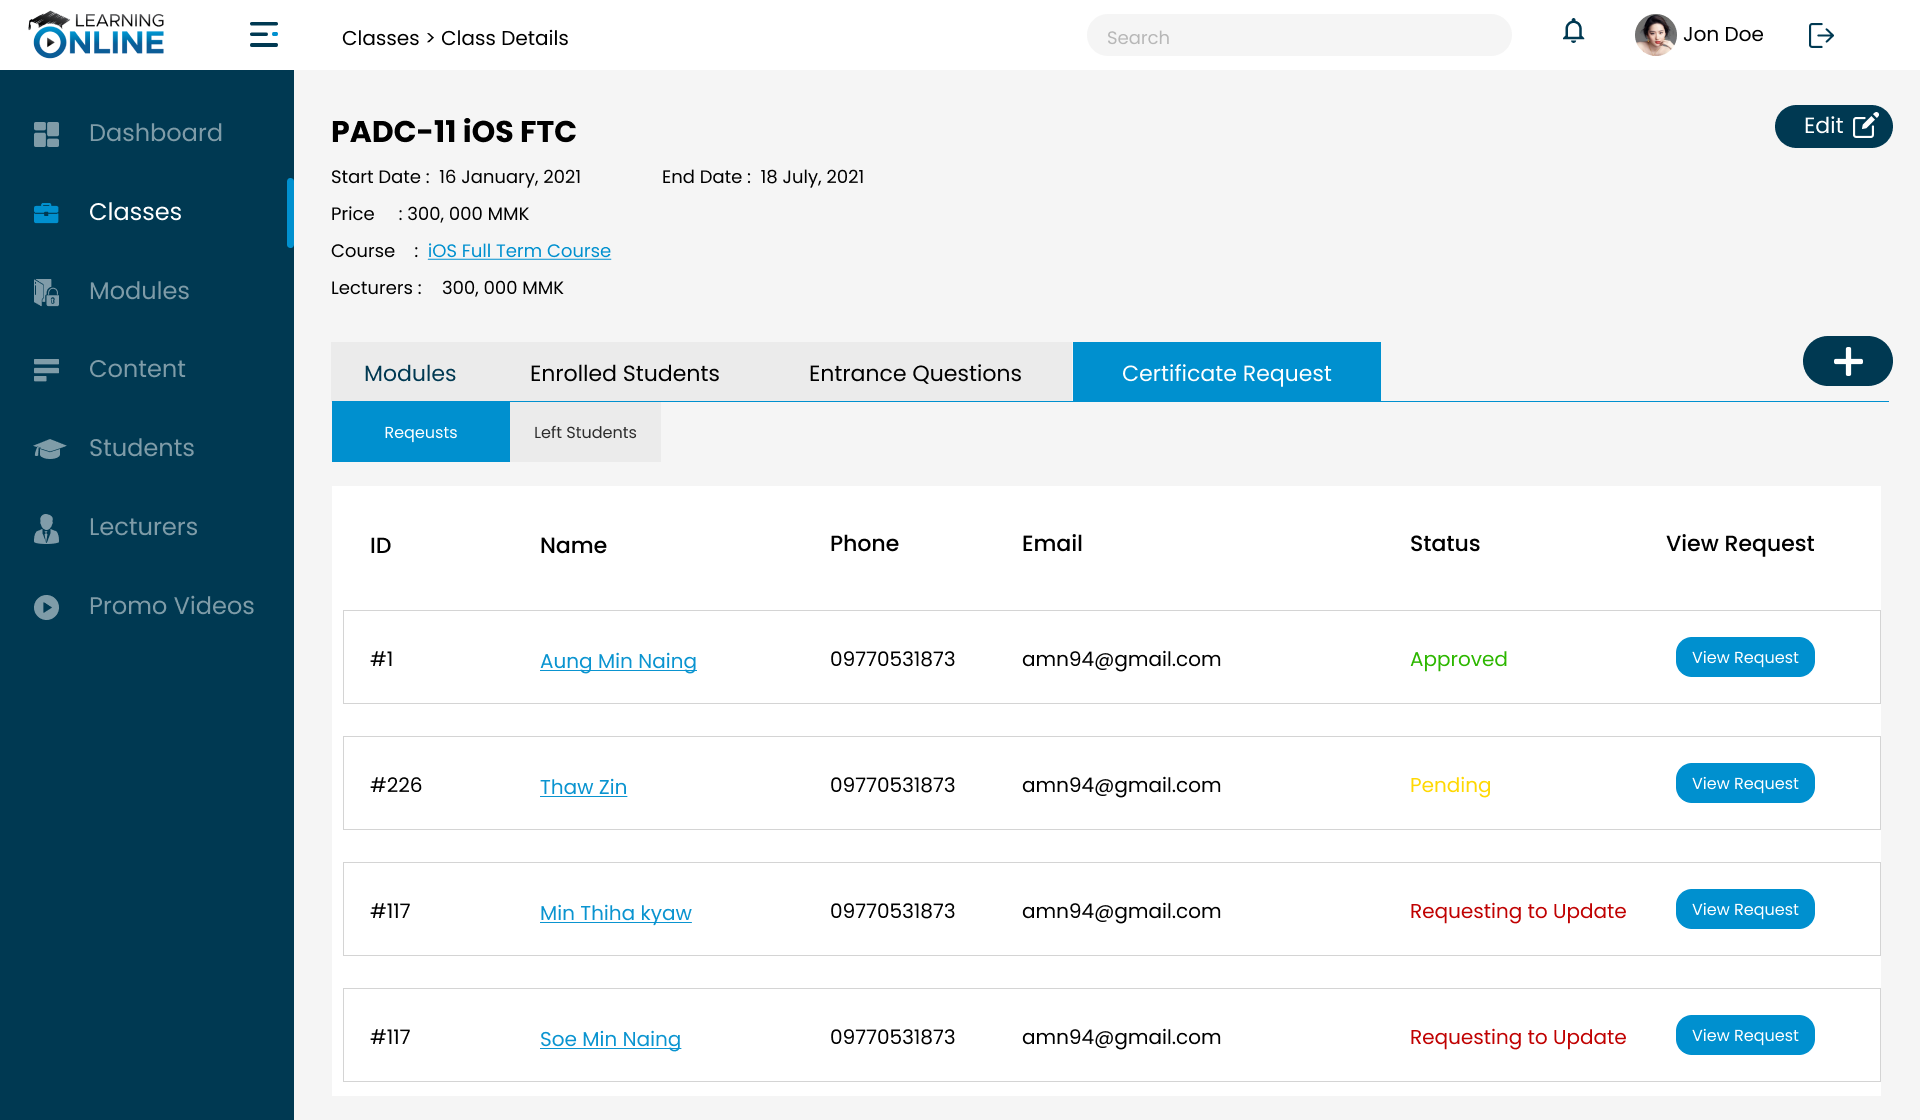 LEARNING
ONLINE
Classes > Class Details
Search
Jon Doe
Dashboard
Classes
Modules
Content
Students
Lecturers
Promo Videos
PADC-11 iOS FTC
Edit
Start Date : 16 January, 2021 End Date : 18 July, 2021
Price : 300, 000 MMK
Course : iOS Full Term Course
Lecturers : 300, 000 MMK
Modules Enrolled Students Entrance Questions Certificate Request
Reqeusts Left Students
ID Name Phone Email Status View Request
#1 Aung Min Naing 09770531873 amn94@gmail.com Approved View Request
#226 Thaw Zin 09770531873 amn94@gmail.com Pending View Request
#117 Min Thiha kyaw 09770531873 amn94@gmail.com Requesting to Update View Request
#117 Soe Min Naing 09770531873 amn94@gmail.com Requesting to Update View Request